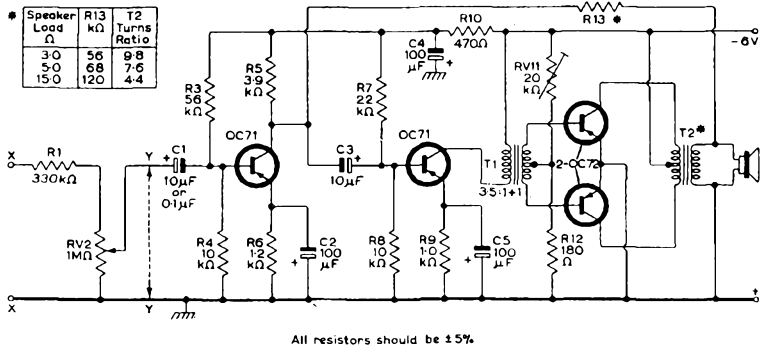 * Speaker Load Ω R13 kΩ T2 Turns Ratio
3·0 56 9·8
5·0 68 7·6
15·0 120 4·4
R13 *
R10
470Ω
C4
100
μF
+
−6V
R3
56
kΩ
R5
3.9
kΩ
R7
22
kΩ
RV11
20
kΩ
R1
330kΩ
X
Y
C1
+
10μF
or
0·1μF
OC71
C3
+
10μF
OC71
T1
3·5:1+1
2-OC72
T2*
RV2
1MΩ
R4
10
kΩ
R6
1.2
kΩ
C2
100
μF
+
R8
10
kΩ
R9
1.0
kΩ
C5
100
μF
+
R12
180
Ω
X
Y
+
All resistors should be ±5%